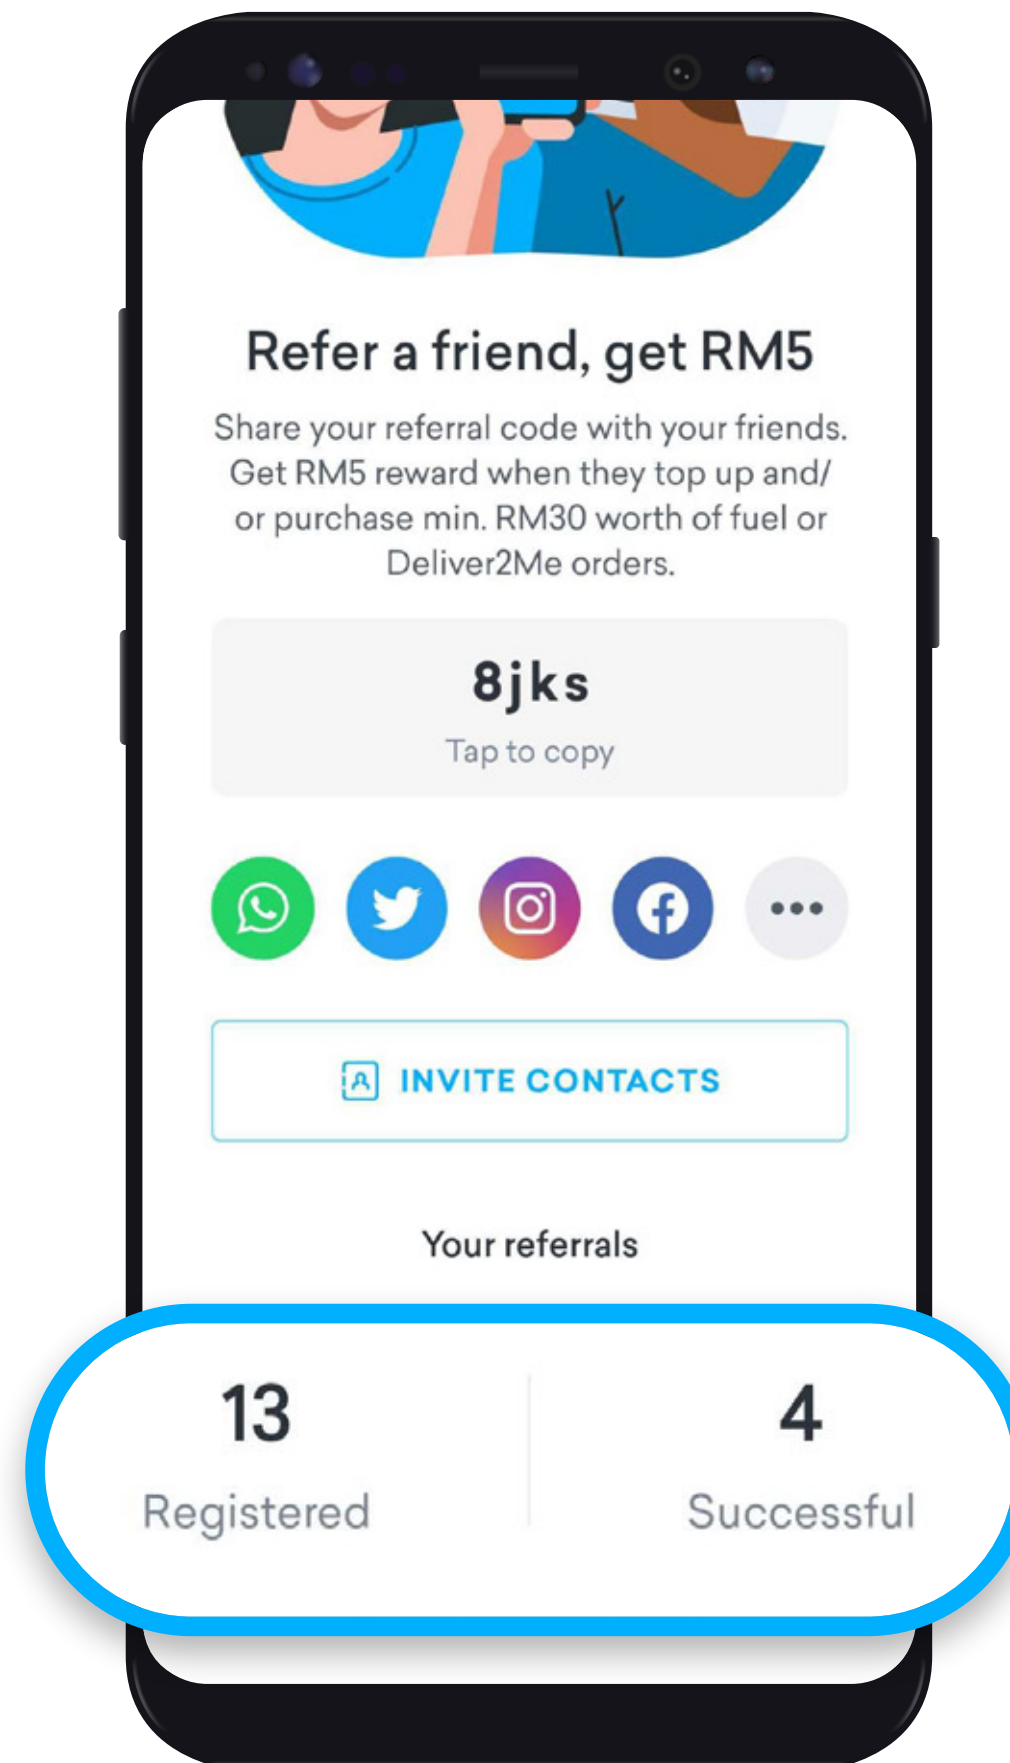 Refer a friend, get RM5
Share your referral code with your friends.
Get RM5 reward when they top up and/
or purchase min. RM30 worth of fuel or
Deliver2Me orders.
8jks
Tap to copy
INVITE CONTACTS
Your referrals
13
Registered
4
Successful